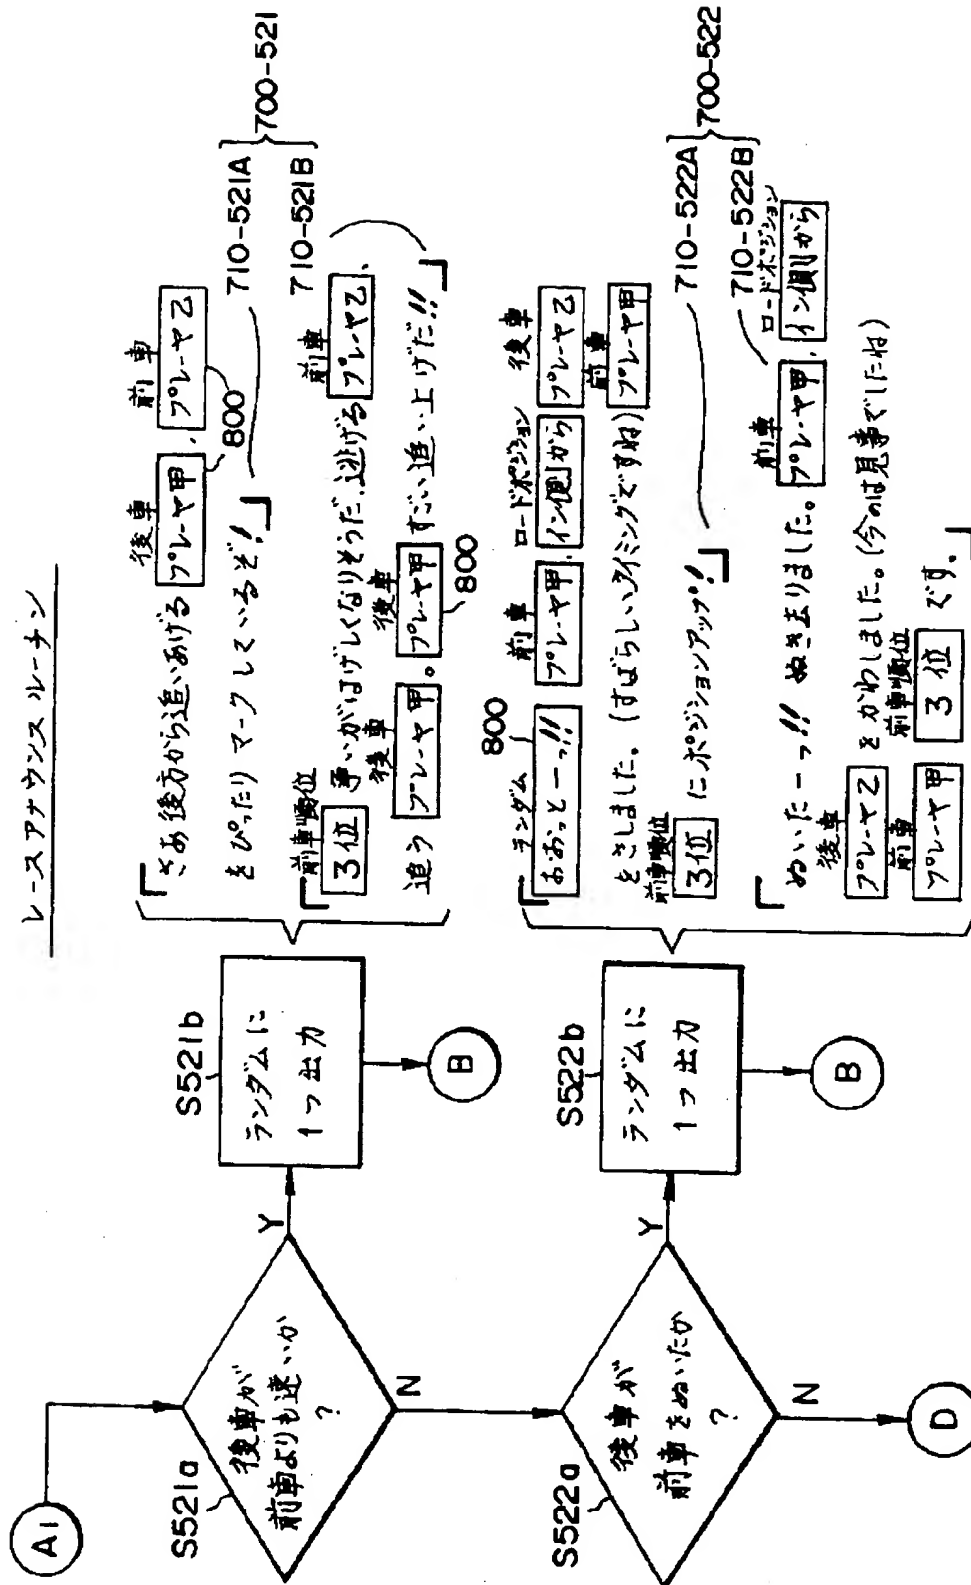 レースアナウンスルーチン
A1
S521a
後車が
前車よりも速いか
?
Y
N
S521b
ランダムに
1つ出力
B
後車
前車
「さあ後方から追いあげる プレーヤ甲 , プレーヤ乙
800
をぴったりマークしているぞ!」
710-521A
700-521
710-521B
前車順位
前車
「3位 争いがはげしくなりそうだ, 逃げる プレーヤ乙,
後車
後車
追う プレーヤ甲。 プレーヤ甲 すごい追い上げだ!!」
800
S522a
後車が
前車をぬいたか
?
Y
N
D
S522b
ランダムに
1つ出力
B
800
ランダム
前車
ロードポジション
後車
「おおっとーっ!! プレーヤ甲, イン側から プレーヤ乙
前車
をさしました。(すばらしいタイミングですね) プレーヤ甲
前車順位
3位 にポジションアップ!」
710-522A
700-522
710-522B
前車
ロードポジション
「ぬいたーっ!! ぬき去りました。 プレーヤ甲, イン側から
後車
プレーヤ乙 をかわしました。(今のは見事でしたね)
前車
前車順位
プレーヤ甲 3位 です。」